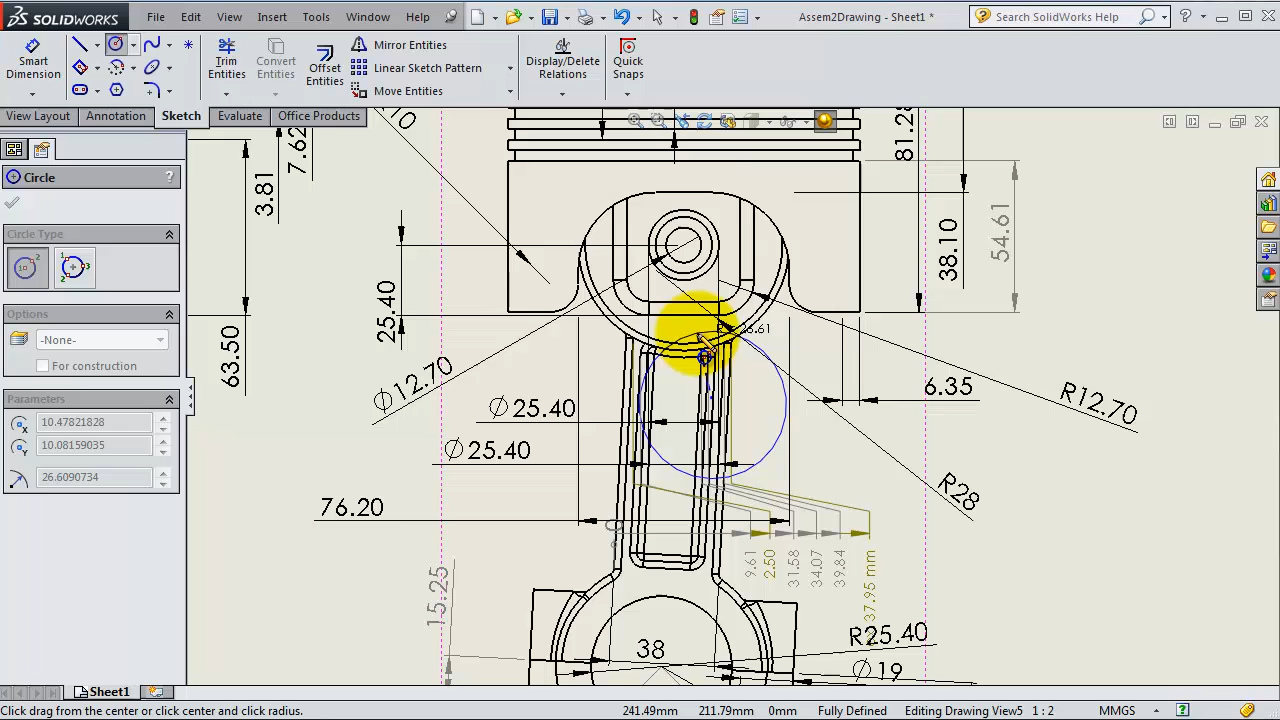 SOLIDWORKS
File Edit View Insert Tools Window Help
Assem2Drawing - Sheet1 *
Search SolidWorks Help
Smart Dimension
Trim Entities
Convert Entities
Offset Entities
Mirror Entities
Linear Sketch Pattern
Move Entities
Display/Delete Relations
Quick Snaps
View Layout Annotation Sketch Evaluate Office Products
Circle
?
Circle Type
Options
-None-
For construction
Parameters
10.47821828
10.08159035
26.6090734
7.62
3.81
63.50
25.40
Ø12.70
Ø25.40
Ø25.40
76.20
15.25
81.28
38.10
54.61
6.35
R12.70
R28
9.61
2.50
31.58
34.07
39.84
37.95 mm
38
R25.40
Ø19
Sheet1
Click drag from the center or click center and click radius.
241.49mm 211.79mm 0mm Fully Defined Editing Drawing View5 1 : 2 MMGS